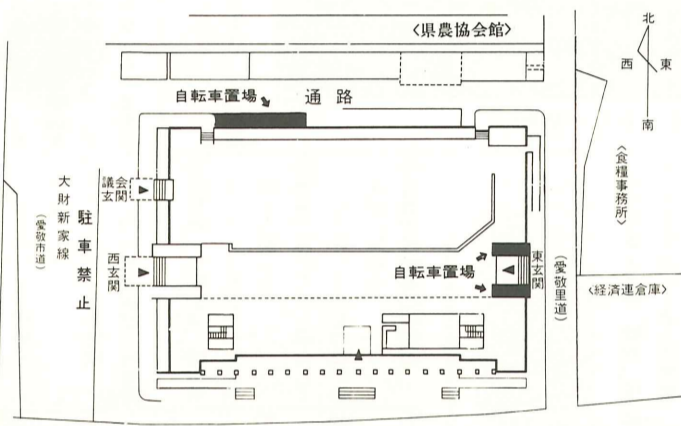 〈県農協会館〉
北
西
東
南
自転車置場
通路
〈食糧事務所〉
議会玄関
大財新家線
(愛敬市道)
駐車禁止
西玄関
自転車置場
東玄関
(愛敬里道)
〈経済連倉庫〉